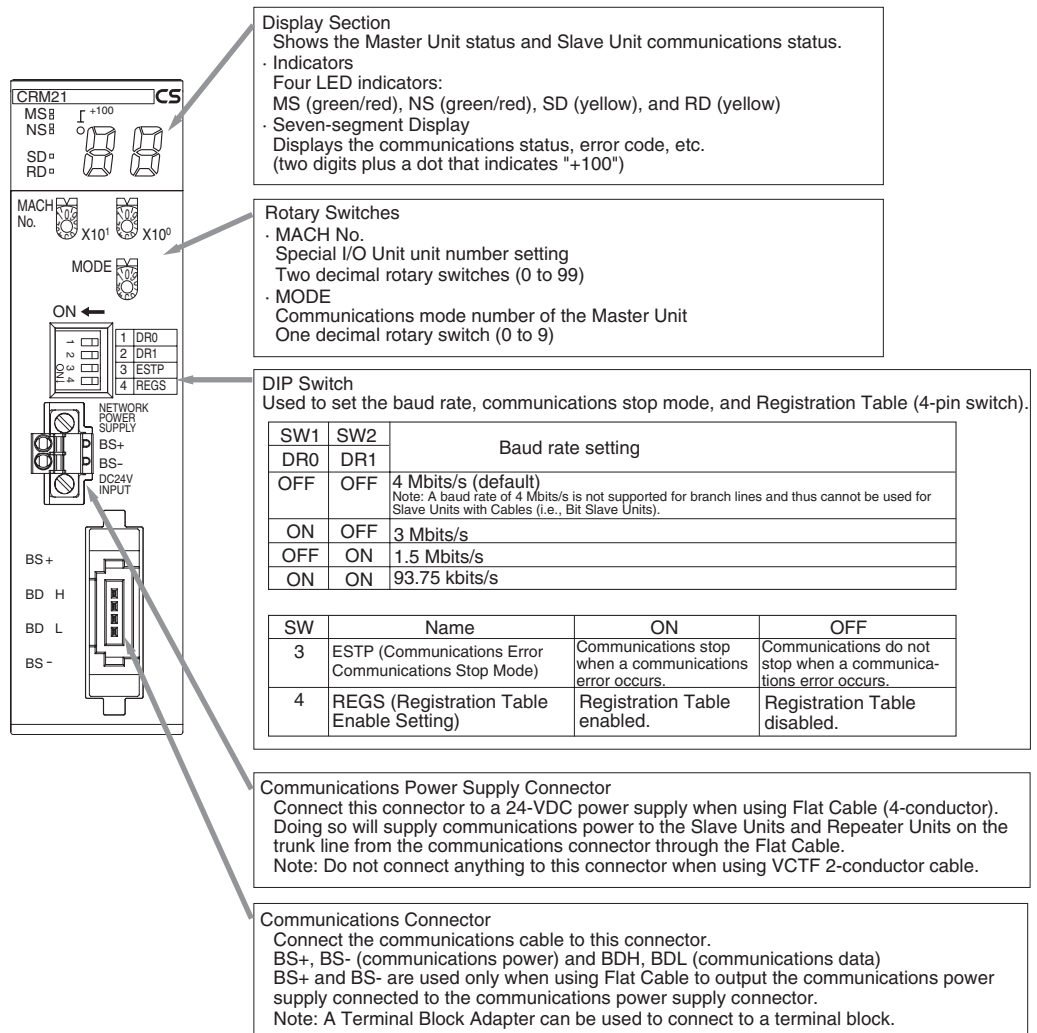 CRM21
CS
MS
NS
+100
SD
RD
MACH
No.
X10¹
X10⁰
MODE
ON
1 DR0
2 DR1
3 ESTP
4 REGS
1
2
3
4
ON↓
NETWORK
POWER
SUPPLY
BS+
BS-
DC24V
INPUT
BS+
BD H
BD L
BS-
Display Section
Shows the Master Unit status and Slave Unit communications status.
· Indicators
Four LED indicators:
MS (green/red), NS (green/red), SD (yellow), and RD (yellow)
· Seven-segment Display
Displays the communications status, error code, etc.
(two digits plus a dot that indicates "+100")
Rotary Switches
· MACH No.
Special I/O Unit unit number setting
Two decimal rotary switches (0 to 99)
· MODE
Communications mode number of the Master Unit
One decimal rotary switch (0 to 9)
DIP Switch
Used to set the baud rate, communications stop mode, and Registration Table (4-pin switch).
SW1 SW2 Baud rate setting
DR0 DR1
OFF OFF 4 Mbits/s (default)
Note: A baud rate of 4 Mbits/s is not supported for branch lines and thus cannot be used for
Slave Units with Cables (i.e., Bit Slave Units).
ON OFF 3 Mbits/s
OFF ON 1.5 Mbits/s
ON ON 93.75 kbits/s
SW Name ON OFF
3 ESTP (Communications Error Communications stop Communications do not
Communications Stop Mode) when a communications stop when a communica-
error occurs. tions error occurs.
4 REGS (Registration Table Registration Table Registration Table
Enable Setting) enabled. disabled.
Communications Power Supply Connector
Connect this connector to a 24-VDC power supply when using Flat Cable (4-conductor).
Doing so will supply communications power to the Slave Units and Repeater Units on the
trunk line from the communications connector through the Flat Cable.
Note: Do not connect anything to this connector when using VCTF 2-conductor cable.
Communications Connector
Connect the communications cable to this connector.
BS+, BS- (communications power) and BDH, BDL (communications data)
BS+ and BS- are used only when using Flat Cable to output the communications power
supply connected to the communications power supply connector.
Note: A Terminal Block Adapter can be used to connect to a terminal block.